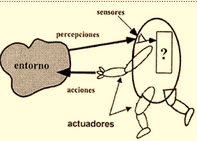 sensores
percepciones
entorno
?
acciones
actuadores